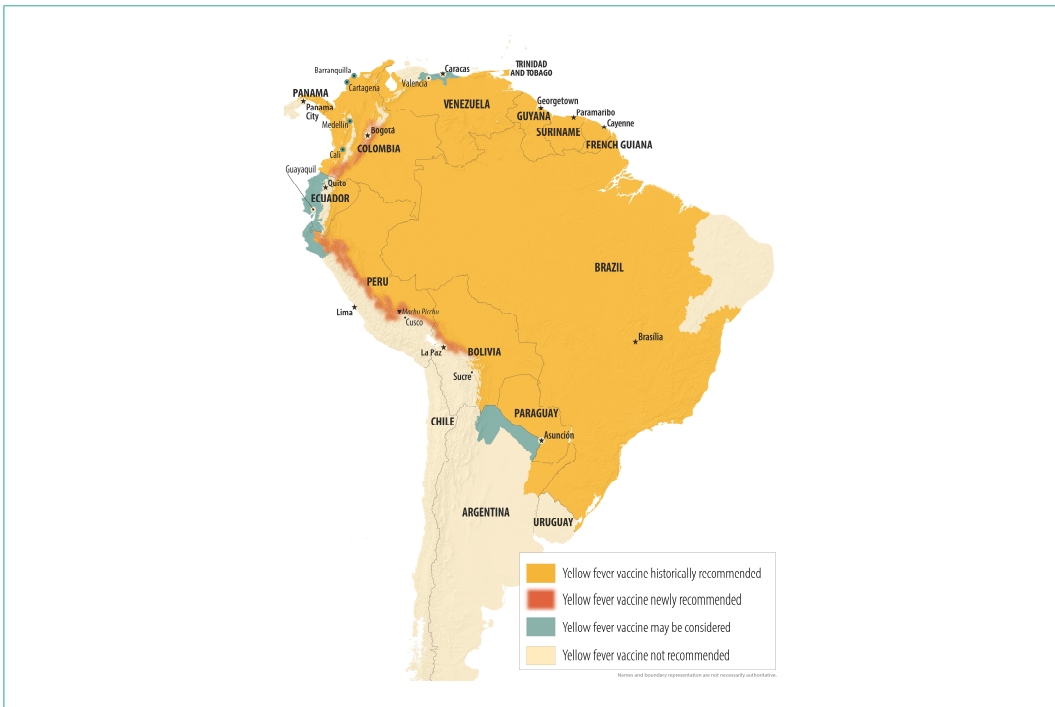 Barranquilla
Caracas
TRINIDAD
AND TOBAGO
Cartagena
Valencia
PANAMA
Panama
City
VENEZUELA
Georgetown
GUYANA
Paramaribo
Medellín
SURINAME
Cayenne
Bogotá
FRENCH GUIANA
COLOMBIA
Cali
Guayaquil
Quito
ECUADOR
BRAZIL
PERU
Lima
Machu Picchu
Cusco
Brasília
La Paz
BOLIVIA
Sucre
PARAGUAY
CHILE
Asunción
ARGENTINA
URUGUAY
Yellow fever vaccine historically recommended
Yellow fever vaccine newly recommended
Yellow fever vaccine may be considered
Yellow fever vaccine not recommended
Names and boundary representation are not necessarily authoritative.